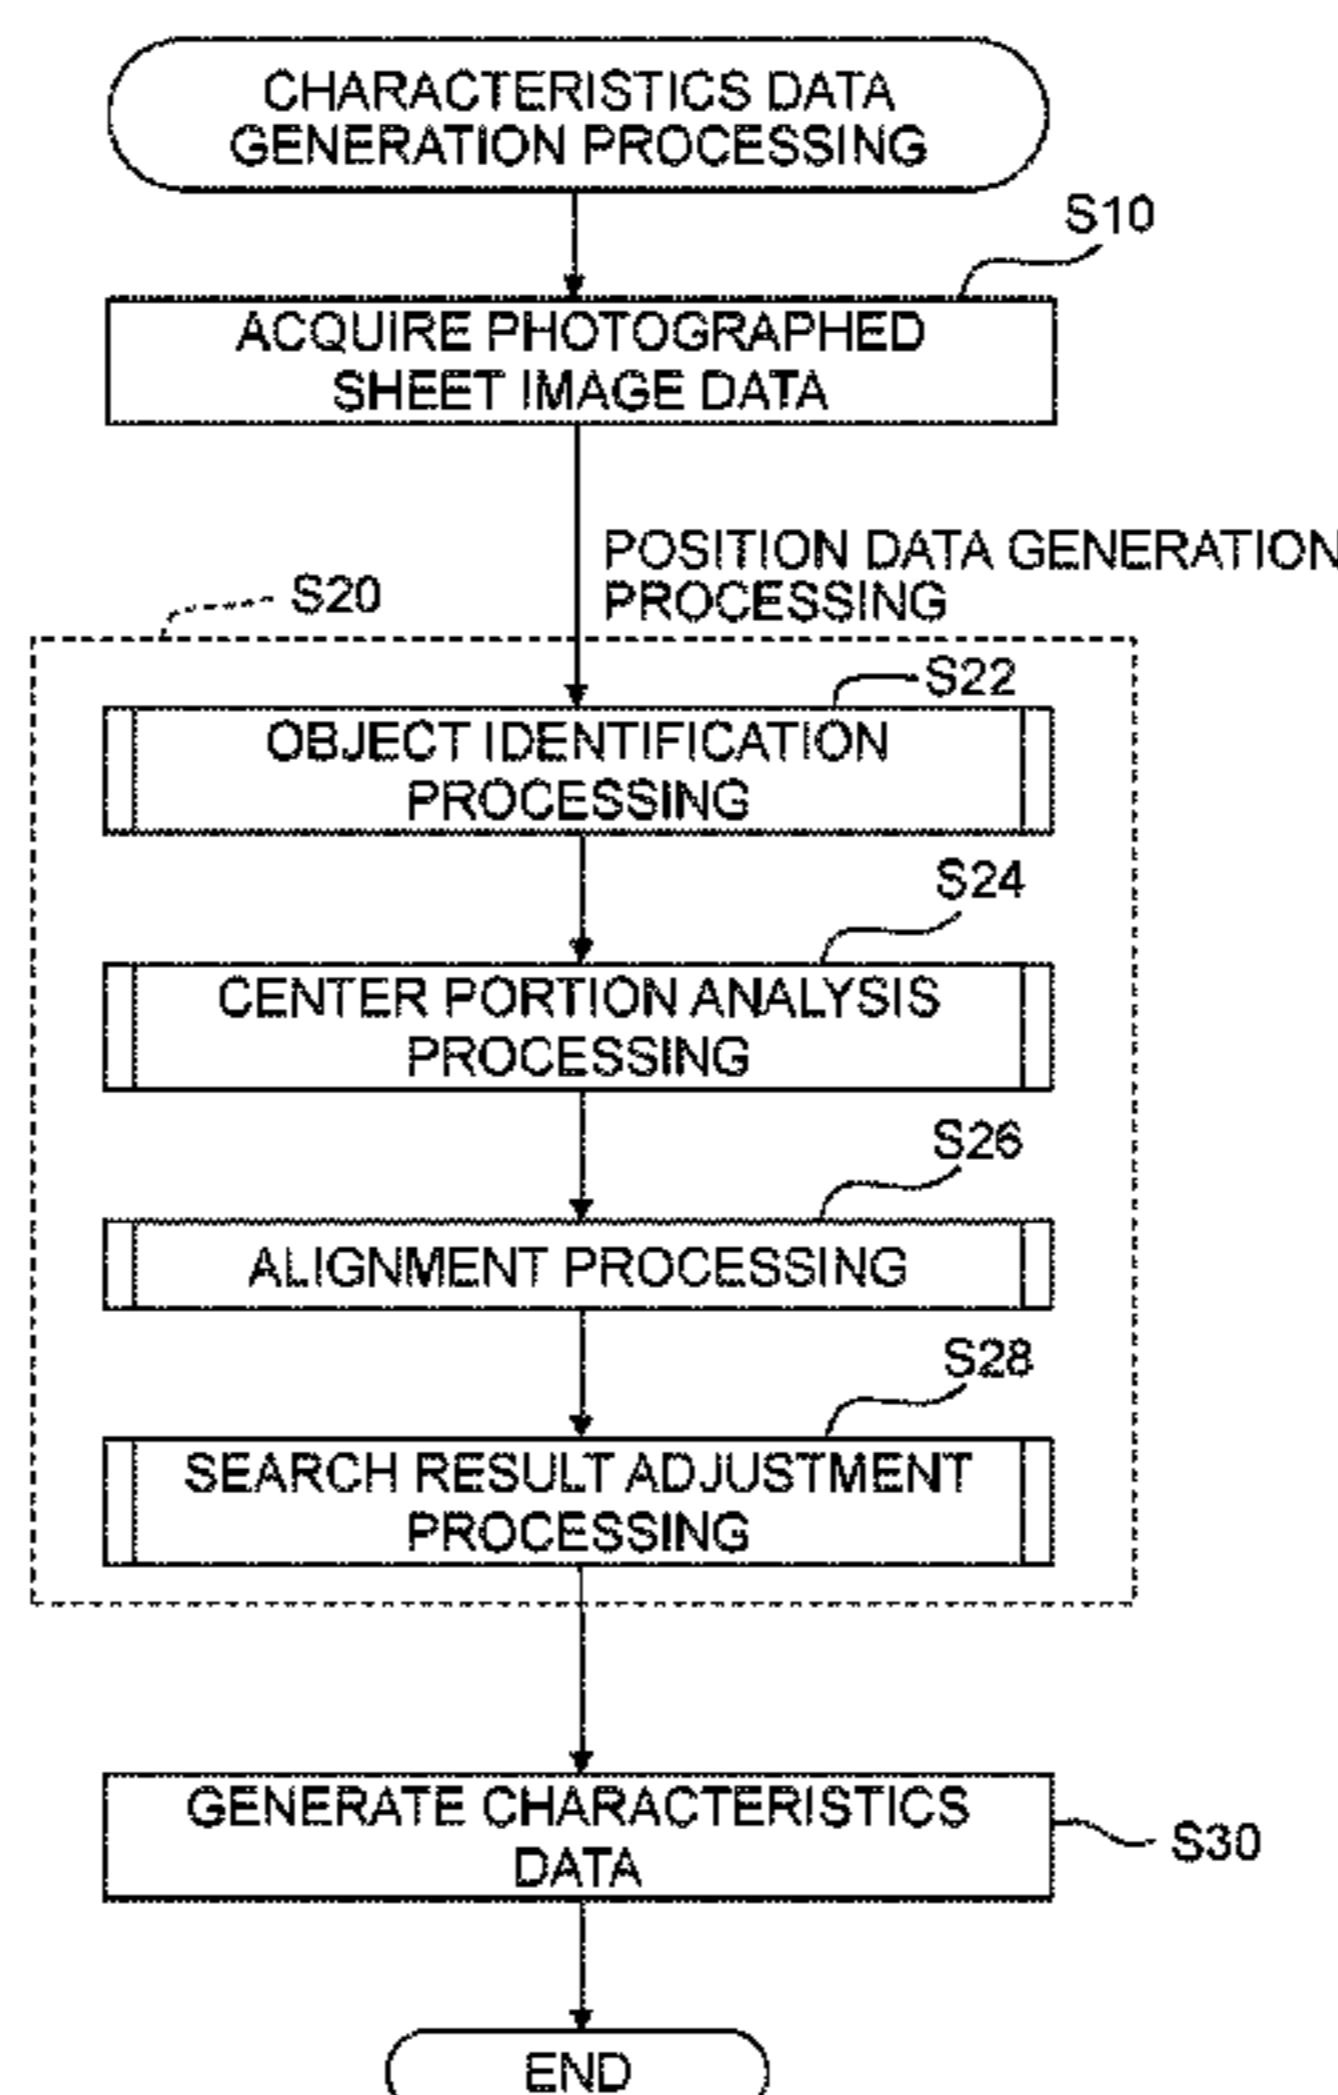 CHARACTERISTICS DATA
GENERATION PROCESSING
S10
ACQUIRE PHOTOGRAPHED
SHEET IMAGE DATA
POSITION DATA GENERATION
PROCESSING
S20
S22
OBJECT IDENTIFICATION
PROCESSING
S24
CENTER PORTION ANALYSIS
PROCESSING
S26
ALIGNMENT PROCESSING
S28
SEARCH RESULT ADJUSTMENT
PROCESSING
GENERATE CHARACTERISTICS
DATA
S30
END